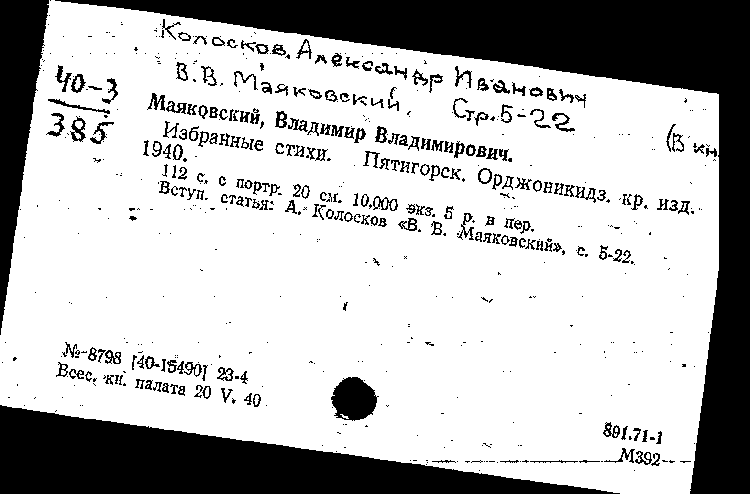 Колосков, Александр Иванович
В. В. Маяковский. Стр. 5-22 (В кн.
40-3
385
Маяковский, Владимир Владимирович.
Избранные стихи. Пятигорск. Орджоникидз. кр. изд.
1940.
112 с. с портр. 20 см. 10.000 экз. 5 р. в пер.
Вступ. статья: А. Колосков «В. В. Маяковский», с. 5-22.
№ 8798 [40-15490] 23-4
Всес. кн. палата 20 V. 40
891.71-1
М392